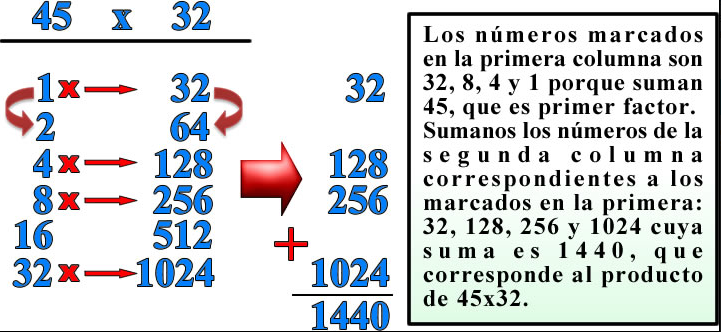 45 x 32
1 x 32 32
2 64
4 x 128 128
8 x 256 256
16 512 +
32 x 1024 1024
1440
Los números marcados
en la primera columna son
32, 8, 4 y 1 porque suman
45, que es primer factor.
Sumanos los números de la
segunda columna
correspondientes a los
marcados en la primera:
32, 128, 256 y 1024 cuya
suma es 1440, que
corresponde al producto
de 45x32.